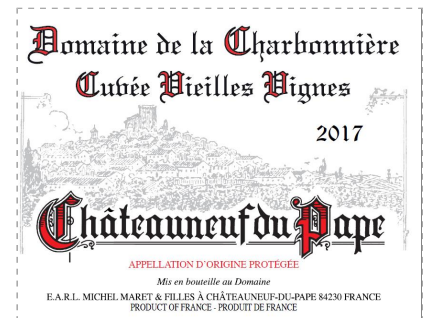 Domaine de la Charbonnière
Cuvée Vieilles Vignes
2017
Châteauneuf du Pape
APPELLATION D'ORIGINE PROTÉGÉE
Mis en bouteille au Domaine
E.A.R.L. MICHEL MARET & FILLES À CHÂTEAUNEUF-DU-PAPE 84230 FRANCE
PRODUCT OF FRANCE - PRODUIT DE FRANCE